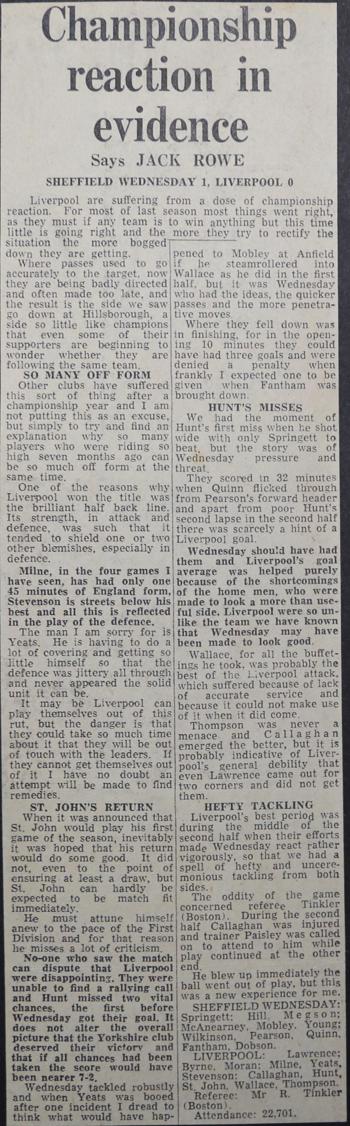 Championship
reaction in
evidence
Says JACK ROWE
SHEFFIELD WEDNESDAY 1, LIVERPOOL 0
Liverpool are suffering from a dose of championship
reaction. For most of last season most things went right,
as they must if any team is to win anything but this time
little is going right and the more they try to rectify the
situation the more bogged
down they are getting.
Where passes used to go
accurately to the target, now
they are being badly directed
and often made too late, and
the result is the side we saw
go down at Hillsborough, a
side so little like champions
that even some of their
supporters are beginning to
wonder whether they are
following the same team.
SO MANY OFF FORM
Other clubs have suffered
this sort of thing after a
championship year and I am
not putting this as an excuse,
but simply to try and find an
explanation why so many
players who were riding so
high seven months ago can
be so much off form at the
same time.
One of the reasons why
Liverpool won the title was
the brilliant half back line.
Its strength, in attack and
defence, was such that it
tended to shield one or two
other blemishes, especially in
defence.
Milne, in the four games I
have seen, has had only one
45 minutes of England form,
Stevenson is streets below his
best and all this is reflected
in the play of the defence.
The man I am sorry for is
Yeats. He is having to do a
lot of covering and getting so
little himself so that the
defence was jittery all through
and never appeared the solid
unit it can be.
It may be Liverpool can
play themselves out of this
rut, but the danger is that
they could take so much time
about it that they will be out
of touch with the leaders. If
they cannot get themselves out
of it I have no doubt an
attempt will be made to find
remedies.
ST. JOHN'S RETURN
When it was announced that
St. John would play his first
game of the season, inevitably
it was hoped that his return
would do some good. It did
not, even to the point of
ensuring at least a draw, but
St. John can hardly be
expected to be match fit
immediately.
He must attune himself
anew to the pace of the First
Division and for that reason
he misses a lot of criticism.
No-one who saw the match
can dispute that Liverpool
were disappointing. They were
unable to find a rallying call
and Hunt missed two vital
chances, the first before
Wednesday got their goal. It
does not alter the overall
picture that the Yorkshire club
deserved their victory and
that if all chances had been
taken the score would have
been nearer 7-2.
Wednesday tackled robustly
and when Yeats was booed
after one incident I dread to
think what would have hap-
pened to Mobley at Anfield
if he steamrollered into
Wallace as he did in the first
half, but it was Wednesday
who had the ideas, the quicker
passes and the more penetra-
tive moves.
Where they fell down was
in finishing, for in the open-
ing 10 minutes they could
have had three goals and were
denied a penalty when
frankly I expected one to be
given when Fantham was
brought down.
HUNT'S MISSES
We had the moment of
Hunt's first miss when he shot
wide with only Springett to
beat, but the story was of
Wednesday pressure and
threat.
They scored in 32 minutes
when Quinn flicked through
from Pearson's forward header
and apart from poor Hunt's
second lapse in the second half
there was scarcely a hint of a
Liverpool goal.
Wednesday should have had
them and Liverpool's goal
average was helped purely
because of the shortcomings
of the home men, who were
made to look a more than use-
ful side. Liverpool were so un-
like the team we have known
that Wednesday may have
been made to look good.
Wallace, for all the buffet-
ings he took, was probably the
best of the Liverpool attack,
which suffered because of lack
of accurate service and
because it could not make use
of it when it did come.
Thompson was never a
menace and Callaghan
emerged the better, but it is
probably indicative of Liver-
pool's general debility that
even Lawrence came out for
two corners and did not get
them.
HEFTY TACKLING
Liverpool's best period was
during the middle of the
second half when their efforts
made Wednesday react rather
vigorously, so that we had a
spell of hefty and uncere-
monious tackling from both
sides.
The oddity of the game
concerned referee Tinkler
(Boston). During the second
half Callaghan was injured
and trainer Paisley was called
on to attend to him while
play continued at the other
end.
He blew up immediately the
ball went out of play, but this
was a new experience for me.
SHEFFIELD WEDNESDAY:
Springett; Hill, Megson;
McAnearney, Mobley, Young;
Wilkinson, Pearson, Quinn,
Fantham, Dobson.
LIVERPOOL: Lawrence;
Byrne, Moran; Milne, Yeats,
Stevenson; Callaghan, Hunt,
St. John, Wallace, Thompson.
Referee: Mr R. Tinkler
(Boston).
Attendance: 22,701.